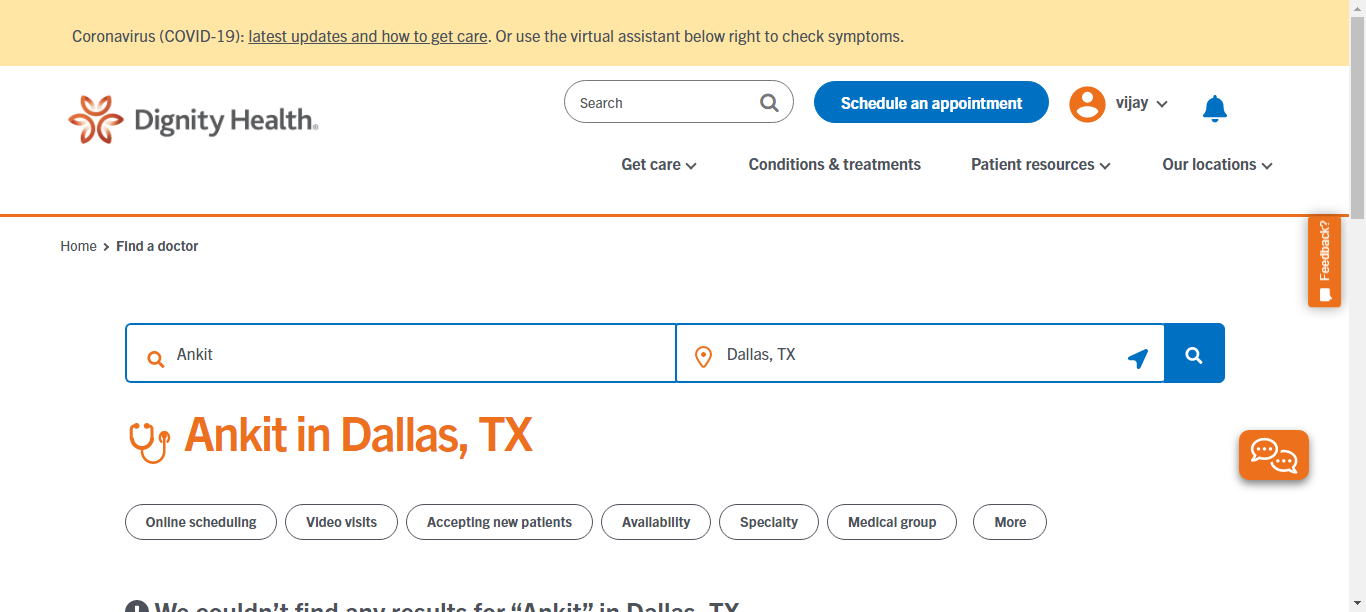 Coronavirus (COVID-19): latest updates and how to get care. Or use the virtual assistant below right to check symptoms.
Dignity Health®
Search
Schedule an appointment
vijay
Get care
Conditions & treatments
Patient resources
Our locations
Feedback?
Home
Find a doctor
Ankit
Dallas, TX
Ankit in Dallas, TX
Online scheduling
Video visits
Accepting new patients
Availability
Specialty
Medical group
More
We couldn’t find any results for “Ankit” in Dallas, TX